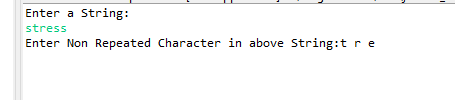 Enter a String:
stress
Enter Non Repeated Character in above String:t r e